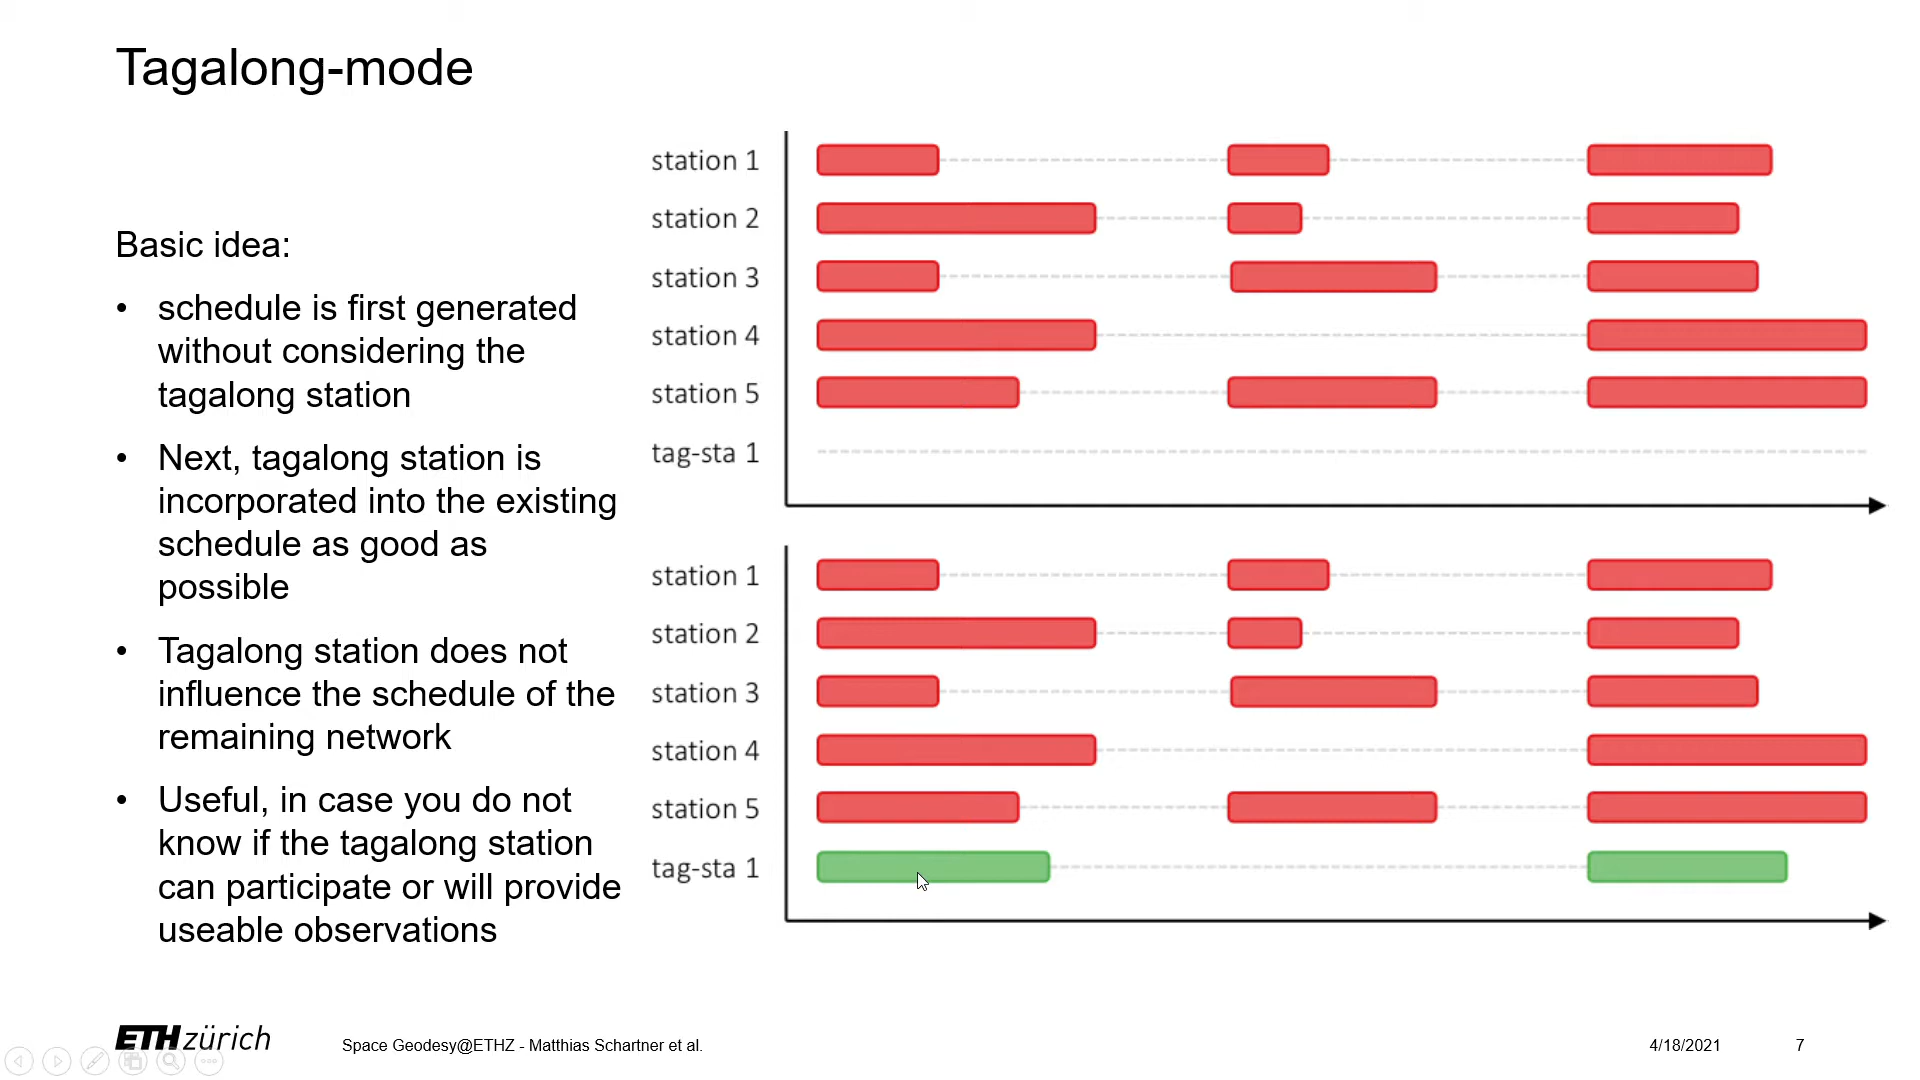 Tagalong-mode
Basic idea:
• schedule is first generated
without considering the
tagalong station
• Next, tagalong station is
incorporated into the existing
schedule as good as
possible
• Tagalong station does not
influence the schedule of the
remaining network
• Useful, in case you do not
know if the tagalong station
can participate or will provide
useable observations
station 1
station 2
station 3
station 4
station 5
tag-sta 1
station 1
station 2
station 3
station 4
station 5
tag-sta 1
ETH zürich
Space Geodesy@ETHZ - Matthias Schartner et al.
4/18/2021
7